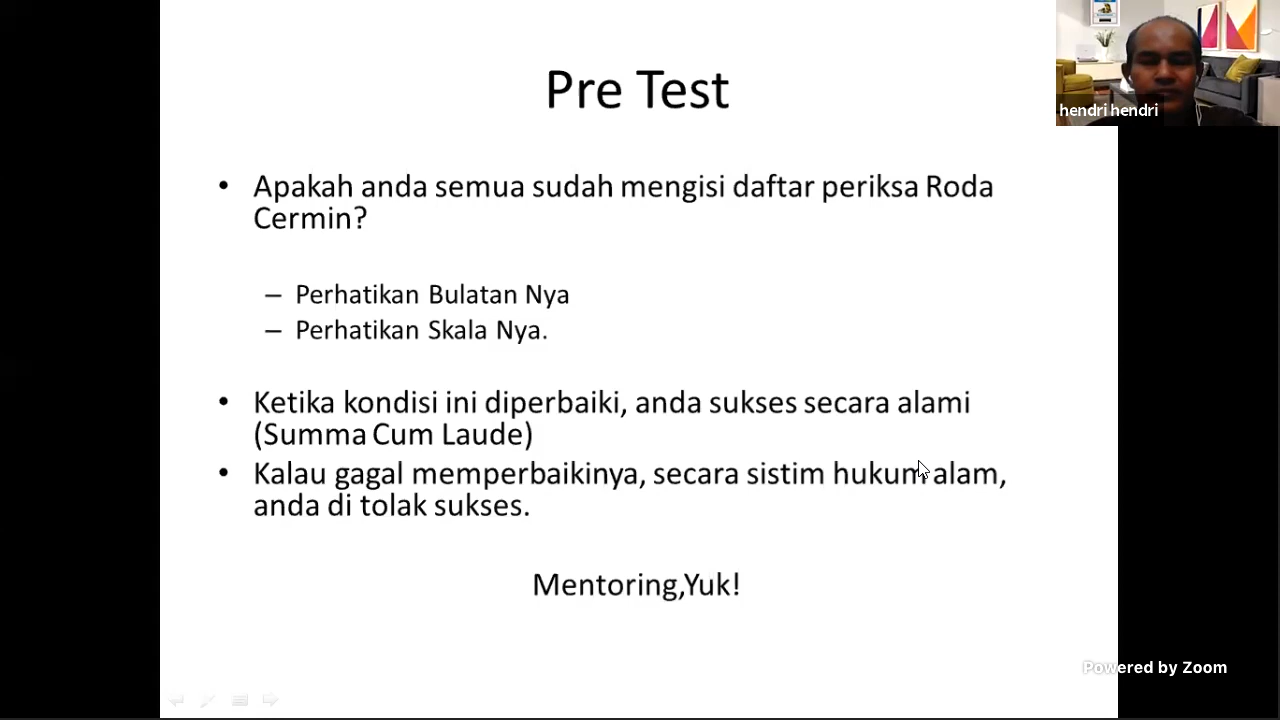 Pre Test
hendri hendri
• Apakah anda semua sudah mengisi daftar periksa Roda
Cermin?
– Perhatikan Bulatan Nya
– Perhatikan Skala Nya.
• Ketika kondisi ini diperbaiki, anda sukses secara alami
(Summa Cum Laude)
• Kalau gagal memperbaikinya, secara sistim hukum alam,
anda di tolak sukses.
Mentoring,Yuk!
Powered by Zoom